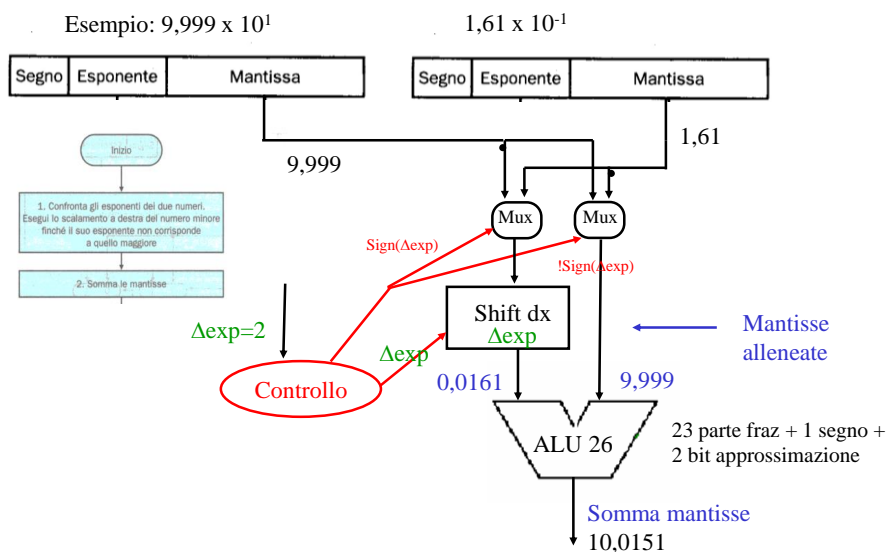 Esempio: 9,999 x 10¹
1,61 x 10⁻¹
Segno Esponente Mantissa
Segno Esponente Mantissa
9,999
1,61
Inizio
1. Confronta gli esponenti dei due numeri.
Esegui lo scalamento a destra del numero minore
finché il suo esponente non corrisponde
a quello maggiore
2. Somma le mantisse
Mux
Mux
Sign(Δexp)
!Sign(Δexp)
Δexp=2
Controllo
Δexp
Shift dx
Δexp
Mantisse
alleneate
0,0161
9,999
ALU 26
23 parte fraz + 1 segno +
2 bit approssimazione
Somma mantisse
10,0151